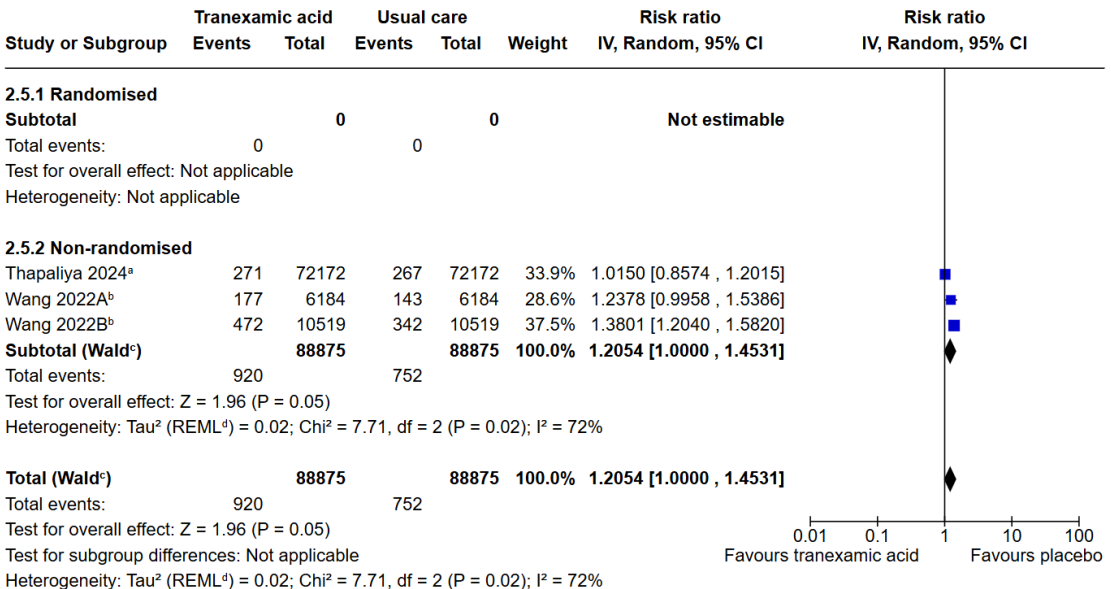 Tranexamic acid Usual care Risk ratio Risk ratio
Study or Subgroup Events Total Events Total Weight IV, Random, 95% CI IV, Random, 95% CI
2.5.1 Randomised
Subtotal 0 0 Not estimable
Total events: 0 0
Test for overall effect: Not applicable
Heterogeneity: Not applicable
2.5.2 Non-randomised
Thapaliya 2024ᵃ 271 72172 267 72172 33.9% 1.0150 [0.8574 , 1.2015]
Wang 2022Aᵇ 177 6184 143 6184 28.6% 1.2378 [0.9958 , 1.5386]
Wang 2022Bᵇ 472 10519 342 10519 37.5% 1.3801 [1.2040 , 1.5820]
Subtotal (Waldᶜ) 88875 88875 100.0% 1.2054 [1.0000 , 1.4531]
Total events: 920 752
Test for overall effect: Z = 1.96 (P = 0.05)
Heterogeneity: Tau² (REMLᵈ) = 0.02; Chi² = 7.71, df = 2 (P = 0.02); I² = 72%
Total (Waldᶜ) 88875 88875 100.0% 1.2054 [1.0000 , 1.4531]
Total events: 920 752
Test for overall effect: Z = 1.96 (P = 0.05)
0.01 0.1 1 10 100
Test for subgroup differences: Not applicable Favours tranexamic acid Favours placebo
Heterogeneity: Tau² (REMLᵈ) = 0.02; Chi² = 7.71, df = 2 (P = 0.02); I² = 72%